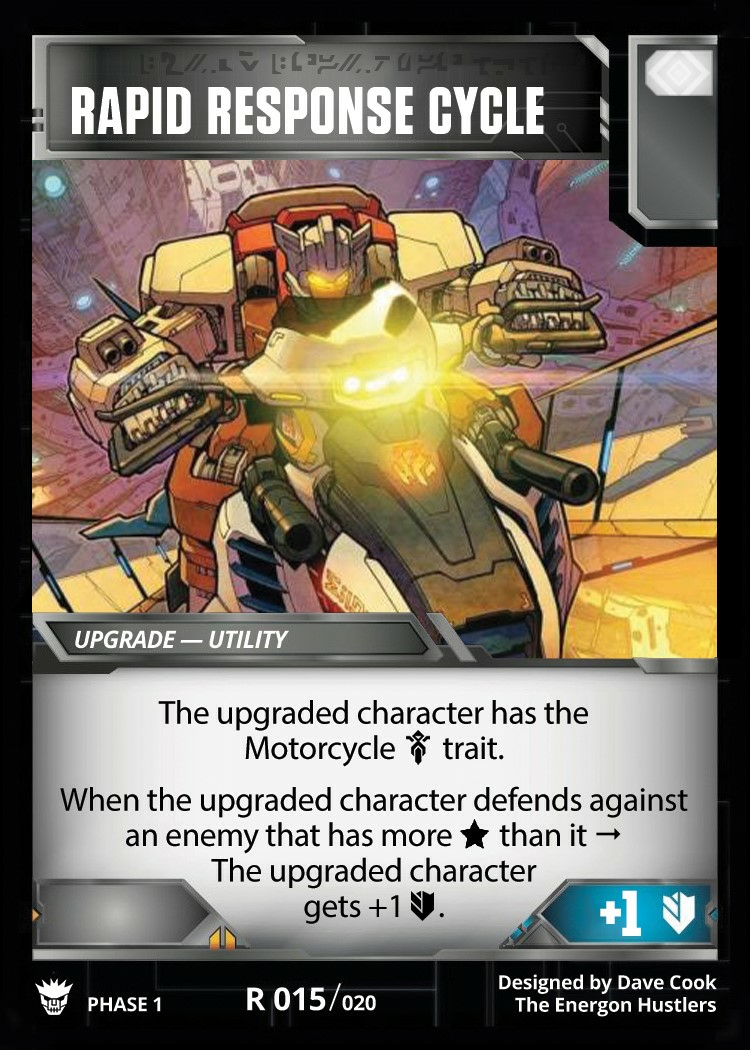 RAPID RESPONSE CYCLE
UPGRADE — UTILITY
The upgraded character has the
Motorcycle trait.
When the upgraded character defends against
an enemy that has more ★ than it →
The upgraded character
gets +1 .
+1
PHASE 1
R 015/020
Designed by Dave Cook
The Energon Hustlers